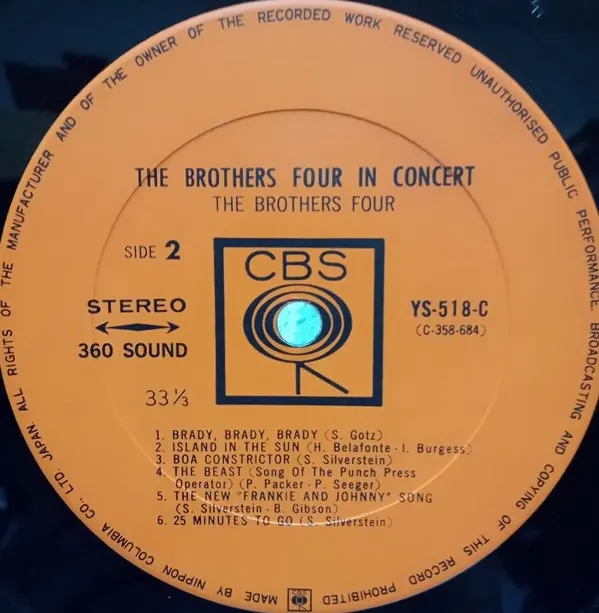 ALL RIGHTS OF THE MANUFACTURER AND OF THE OWNER OF THE RECORDED WORK RESERVED UNAUTHORISED PUBLIC PERFORMANCE. BROADCASTING AND COPYING OF THIS RECORD PROHIBITED
THE BROTHERS FOUR IN CONCERT
THE BROTHERS FOUR
SIDE 2
CBS
STEREO
360 SOUND
YS-518-C
(C-358-684)
33⅓
1. BRADY, BRADY, BRADY (S. Gotz)
2. ISLAND IN THE SUN (H. Belafonte - I. Burgess)
3. BOA CONSTRICTOR (S. Silverstein)
4. THE BEAST (Song Of The Punch Press
Operator) (P. Packer - P. Seeger)
5. THE NEW "FRANKIE AND JOHNNY" SONG
(S. Silverstein - B. Gibson)
6. 25 MINUTES TO GO (S. Silverstein)
CBS
MADE BY NIPPON COLUMBIA CO., LTD. JAPAN